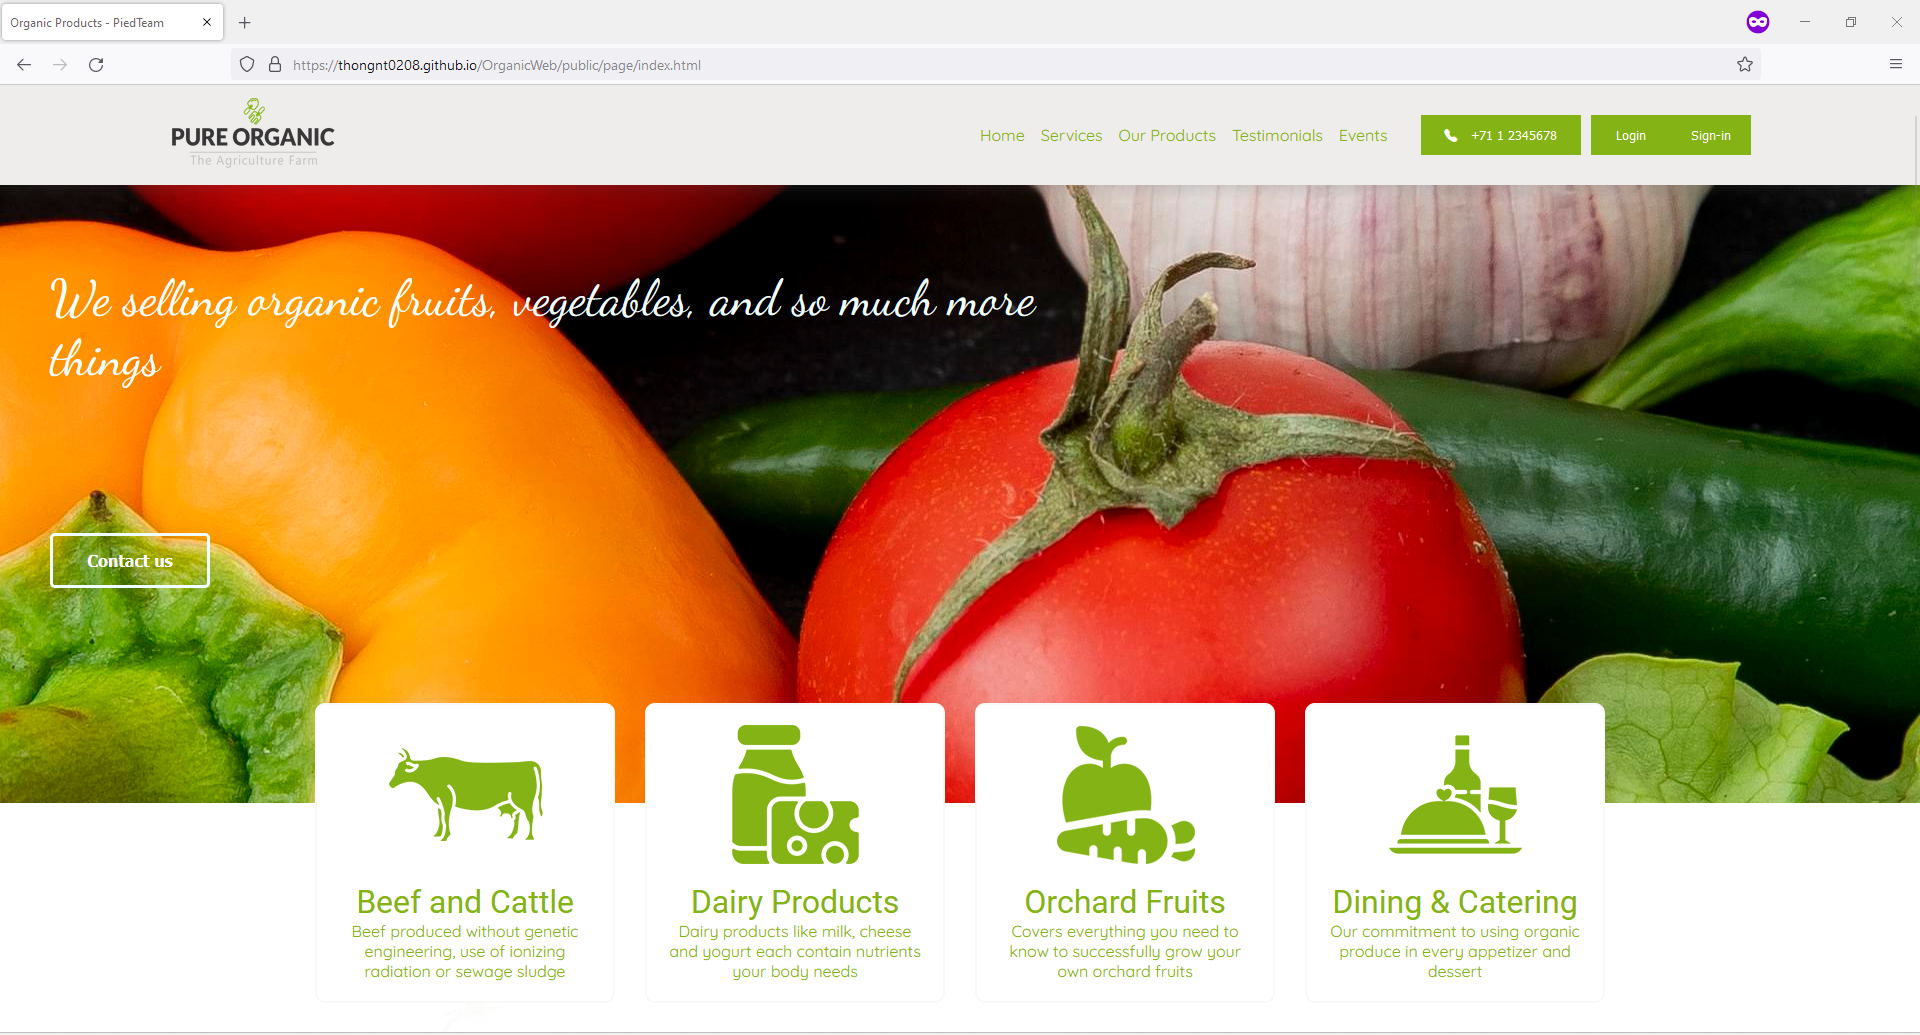 Organic Products - PiedTeam
https://thongnt0208.github.io/OrganicWeb/public/page/index.html
PURE ORGANIC
The Agriculture Farm
Home Services Our Products Testimonials Events +71 1 2345678 Login Sign-in
We selling organic fruits, vegetables, and so much more
things
Contact us
Beef and Cattle
Beef produced without genetic
engineering, use of ionizing
radiation or sewage sludge
Dairy Products
Dairy products like milk, cheese
and yogurt each contain nutrients
your body needs
Orchard Fruits
Covers everything you need to
know to successfully grow your
own orchard fruits
Dining & Catering
Our commitment to using organic
produce in every appetizer and
dessert